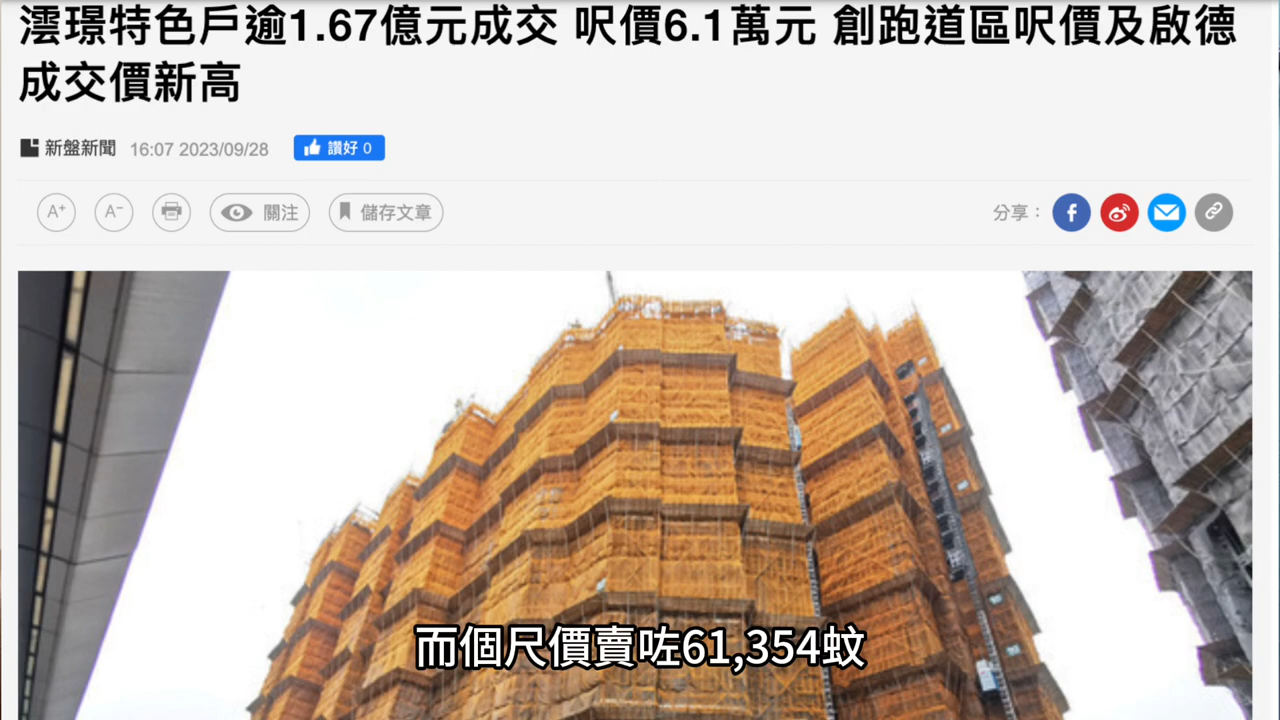 澐璟特色戶逾1.67億元成交 呎價6.1萬元 創跑道區呎價及啟德
成交價新高
新盤新聞 16:07 2023/09/28 讚好 0
A+ A- 關注 儲存文章 分享：
而個尺價賣咗61,354蚊